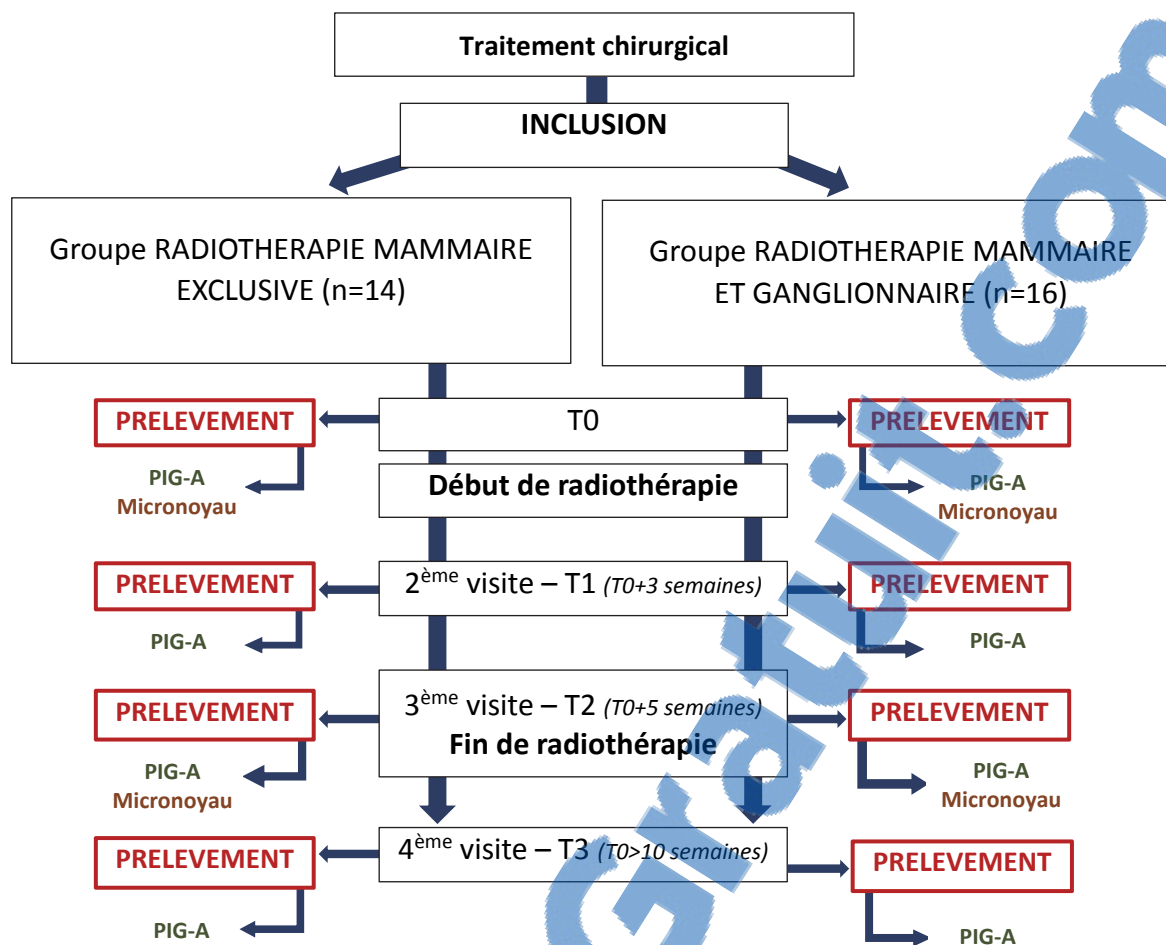 Traitement chirurgical
INCLUSION
Groupe RADIOTHERAPIE MAMMAIRE
EXCLUSIVE (n=14)
Groupe RADIOTHERAPIE MAMMAIRE
ET GANGLIONNAIRE (n=16)
PRELEVEMENT
T0
PRELEVEMENT
PIG-A
Micronoyau
Début de radiothérapie
PIG-A
Micronoyau
PRELEVEMENT
2ème visite – T1 (T0+3 semaines)
PRELEVEMENT
PIG-A
PIG-A
PRELEVEMENT
3ème visite – T2 (T0+5 semaines)
Fin de radiothérapie
PRELEVEMENT
PIG-A
Micronoyau
PIG-A
Micronoyau
PRELEVEMENT
4ème visite – T3 (T0>10 semaines)
PRELEVEMENT
PIG-A
PIG-A
Gratuit.com